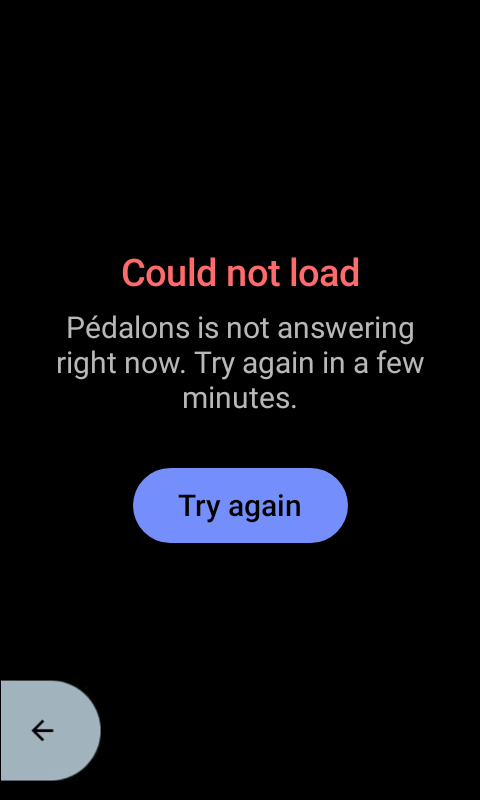 Could not load
Pédalons is not answering
right now. Try again in a few
minutes.
Try again